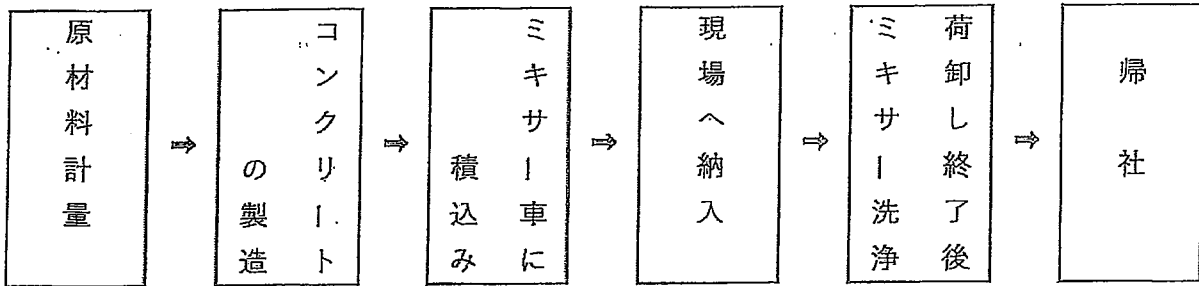 原材料計量
コンクリート
の製造
ミキサー車に
積込み
現場へ納入
荷卸し終了後
ミキサー洗浄
帰社